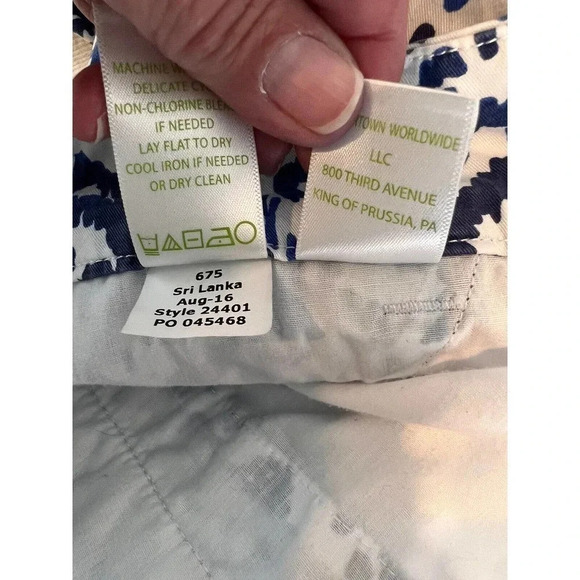 MACHINE
DELICATE
NON-CHLORINE
IF NEEDED
LAY FLAT TO DRY
COOL IRON IF NEEDED
OR DRY CLEAN
WORLDWIDE
LLC
800 THIRD AVENUE
KING OF PRUSSIA, PA
675
Sri Lanka
Aug-16
Style 24401
PO 045468